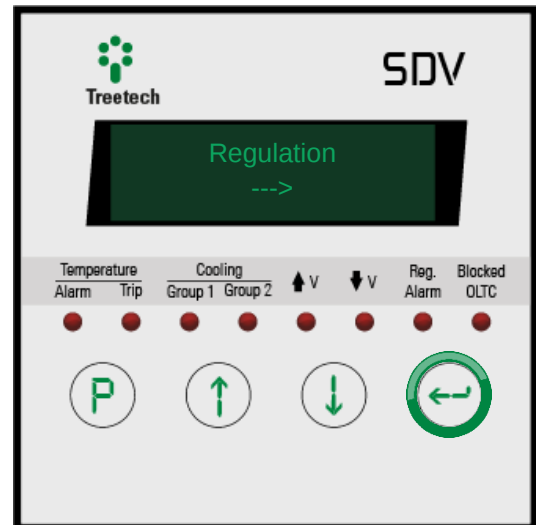 Treetech
SDV
Regulation
--->
Temperature
Alarm Trip
Cooling
Group 1 Group 2
V
V
Reg.
Alarm
Blocked
OLTC
P